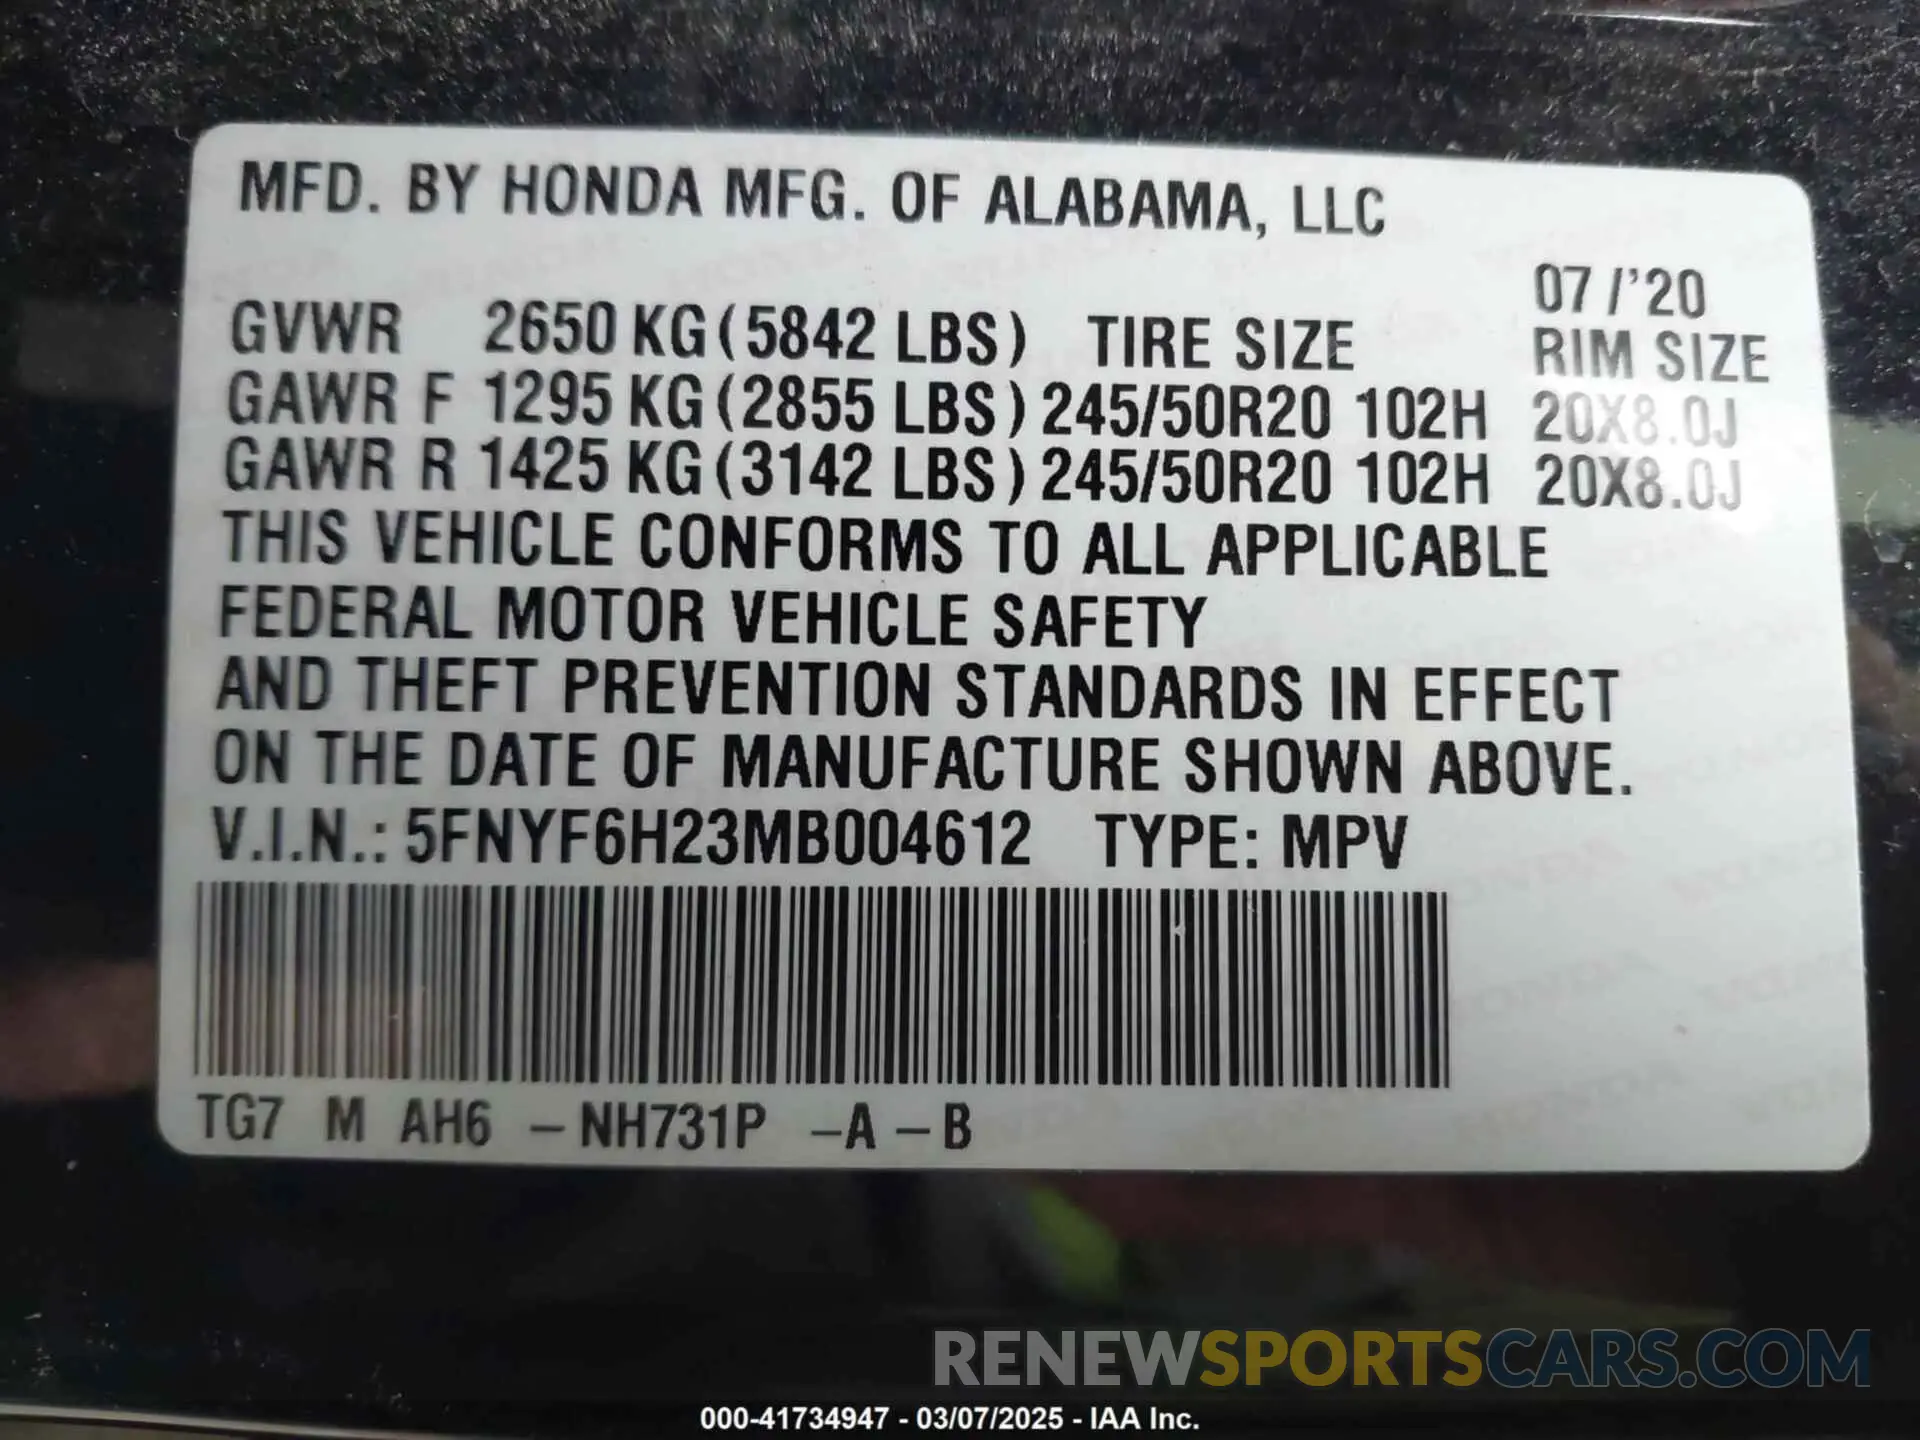 MFD. BY HONDA MFG. OF ALABAMA, LLC
07 /'20
GVWR 2650 KG (5842 LBS) TIRE SIZE RIM SIZE
GAWR F 1295 KG (2855 LBS) 245/50R20 102H 20X8.0J
GAWR R 1425 KG (3142 LBS) 245/50R20 102H 20X8.0J
THIS VEHICLE CONFORMS TO ALL APPLICABLE
FEDERAL MOTOR VEHICLE SAFETY
AND THEFT PREVENTION STANDARDS IN EFFECT
ON THE DATE OF MANUFACTURE SHOWN ABOVE.
V.I.N.: 5FNYF6H23MB004612 TYPE: MPV
TG7 M AH6 – NH731P –A – B
RENEWSPORTSCARS.COM
000-41734947 - 03/07/2025 - IAA Inc.